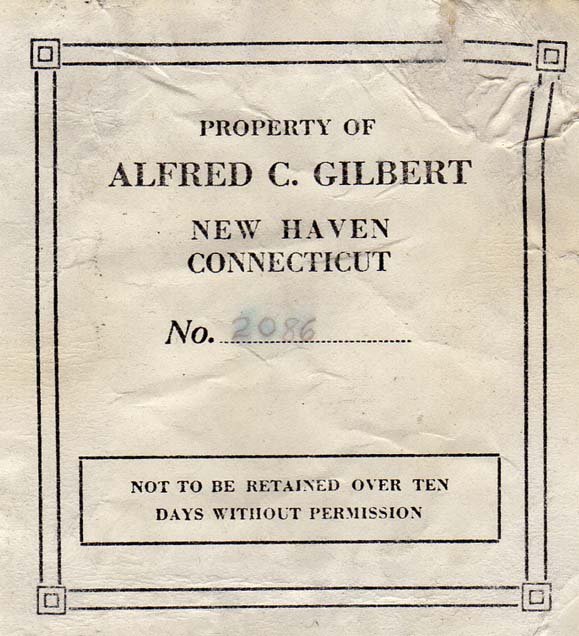 PROPERTY OF
ALFRED C. GILBERT
NEW HAVEN
CONNECTICUT
No. 2086
NOT TO BE RETAINED OVER TEN
DAYS WITHOUT PERMISSION